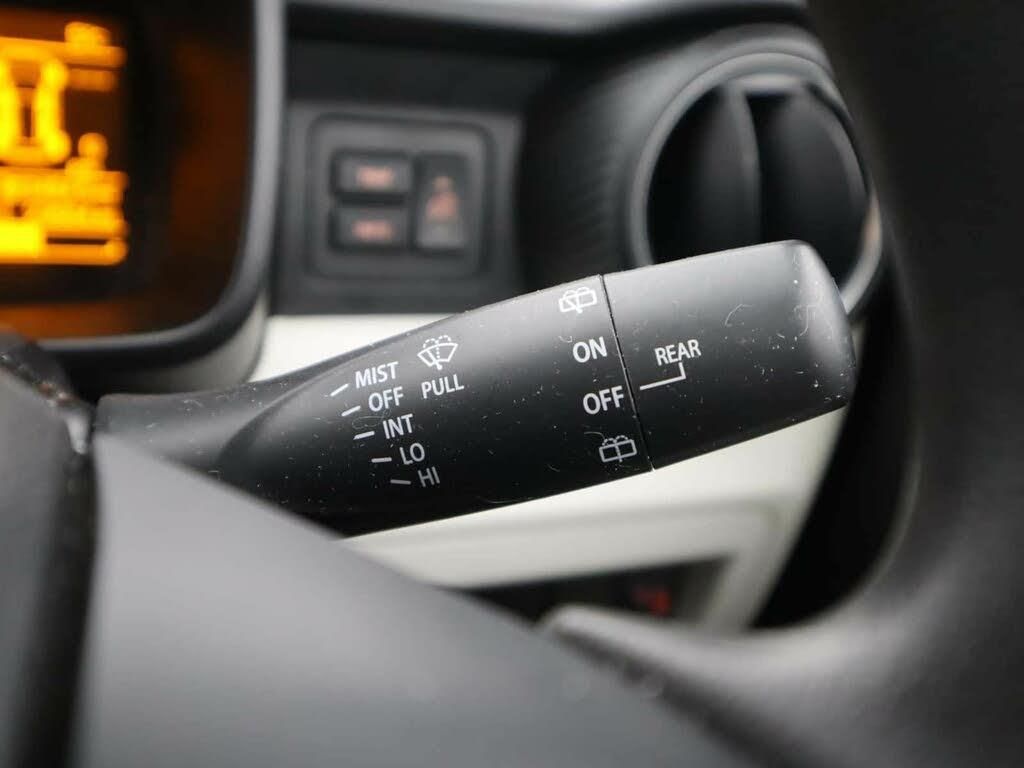 MIST
OFF
INT
LO
HI
PULL
ON
OFF
REAR